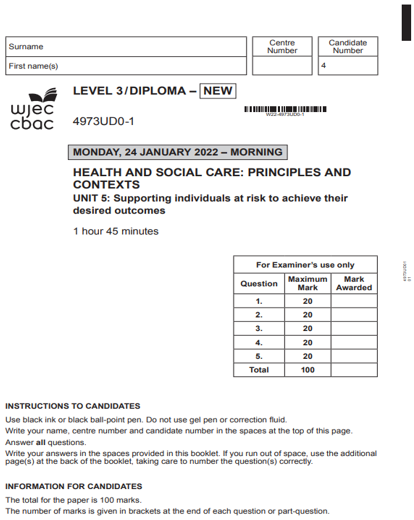 Surname
First name(s)
Centre
Number
Candidate
Number
4
wjec
cbac
LEVEL 3/DIPLOMA – NEW
4973UD0-1
W22-4973UD0-1
MONDAY, 24 JANUARY 2022 – MORNING
HEALTH AND SOCIAL CARE: PRINCIPLES AND
CONTEXTS
UNIT 5: Supporting individuals at risk to achieve their
desired outcomes
1 hour 45 minutes
For Examiner's use only
Question Maximum Mark Mark Awarded
1. 20
2. 20
3. 20
4. 20
5. 20
Total 100
4973UD01
01
INSTRUCTIONS TO CANDIDATES
Use black ink or black ball-point pen. Do not use gel pen or correction fluid.
Write your name, centre number and candidate number in the spaces at the top of this page.
Answer all questions.
Write your answers in the spaces provided in this booklet. If you run out of space, use the additional
page(s) at the back of the booklet, taking care to number the question(s) correctly.
INFORMATION FOR CANDIDATES
The total for the paper is 100 marks.
The number of marks is given in brackets at the end of each question or part-question.